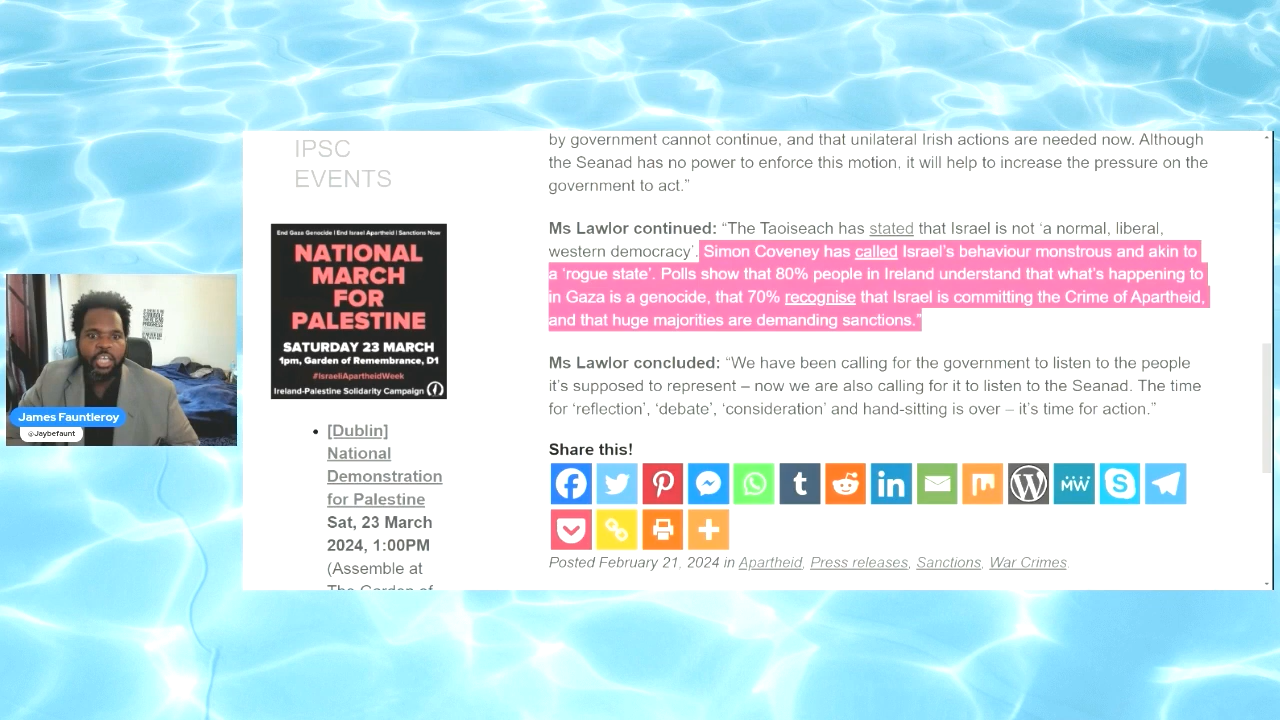 IPSC
EVENTS
End Gaza Genocide | End Israel Apartheid | Sanctions Now
NATIONAL
MARCH
FOR
PALESTINE
SATURDAY 23 MARCH
1pm, Garden of Remembrance, D1
#IsraeliApartheidWeek
Ireland-Palestine Solidarity Campaign
[Dublin]
National
Demonstration
for Palestine
Sat, 23 March
2024, 1:00PM
(Assemble at
The Garden of
by government cannot continue, and that unilateral Irish actions are needed now. Although
the Seanad has no power to enforce this motion, it will help to increase the pressure on the
government to act.”
Ms Lawlor continued: “The Taoiseach has stated that Israel is not ‘a normal, liberal,
western democracy’. Simon Coveney has called Israel’s behaviour monstrous and akin to
a ‘rogue state’. Polls show that 80% people in Ireland understand that what’s happening to
in Gaza is a genocide, that 70% recognise that Israel is committing the Crime of Apartheid,
and that huge majorities are demanding sanctions.”
Ms Lawlor concluded: “We have been calling for the government to listen to the people
it’s supposed to represent – now we are also calling for it to listen to the Seanad. The time
for ‘reflection’, ‘debate’, ‘consideration’ and hand-sitting is over – it’s time for action.”
Share this!
MW
Posted February 21, 2024 in Apartheid, Press releases, Sanctions, War Crimes
James Fauntleroy
@Jaybefaunt